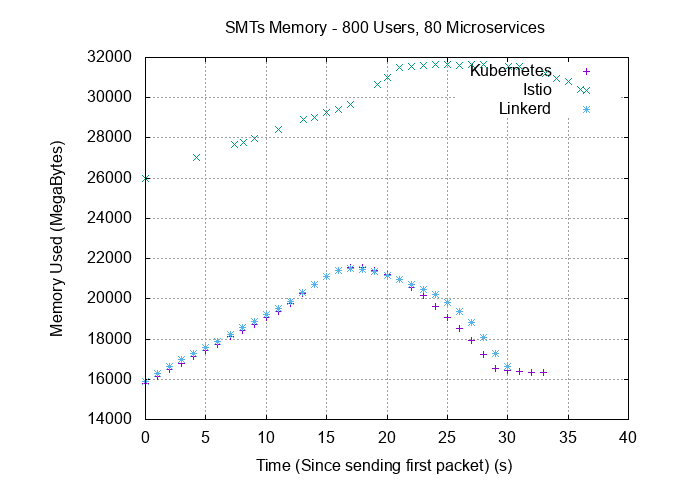 SMTs Memory - 800 Users, 80 Microservices
32000
30000
28000
26000
24000
22000
20000
18000
16000
14000
Memory Used (MegaBytes)
Kubernetes
Istio
Linkerd
0 5 10 15 20 25 30 35 40
Time (Since sending first packet) (s)